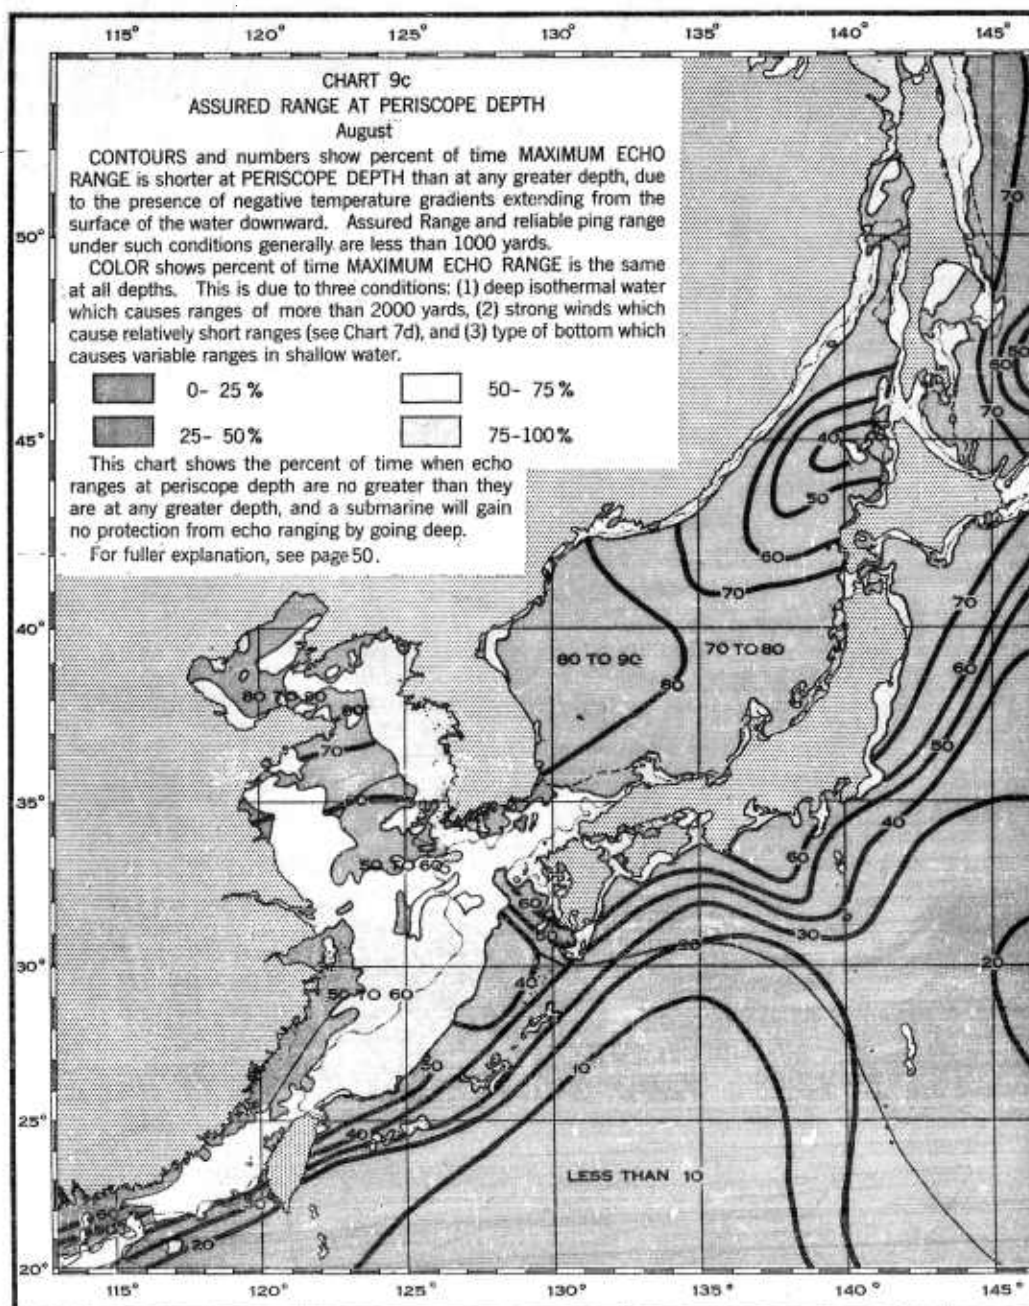 115° 120° 125° 130° 135° 140° 145°
CHART 9c
ASSURED RANGE AT PERISCOPE DEPTH
August
CONTOURS and numbers show percent of time MAXIMUM ECHO
RANGE is shorter at PERISCOPE DEPTH than at any greater depth, due
to the presence of negative temperature gradients extending from the
surface of the water downward. Assured Range and reliable ping range
under such conditions generally are less than 1000 yards.
COLOR shows percent of time MAXIMUM ECHO RANGE is the same
at all depths. This is due to three conditions: (1) deep isothermal water
which causes ranges of more than 2000 yards, (2) strong winds which
cause relatively short ranges (see Chart 7d), and (3) type of bottom which
causes variable ranges in shallow water.
0- 25% 50- 75%
25- 50% 75-100%
This chart shows the percent of time when echo
ranges at periscope depth are no greater than they
are at any greater depth, and a submarine will gain
no protection from echo ranging by going deep.
For fuller explanation, see page 50.
70
50°
50
50
70
45°
40
50
60
70
70
40°
80 TO 90
70 TO 80
60
80
80 TO 90
80
50
70
35°
60
40
60
50 TO 60
60
50
30
20
30°
20
40
50 TO 60
50
10
25°
40
LESS THAN 10
60
20
20°
115° 120° 125° 130° 135° 140° 145°